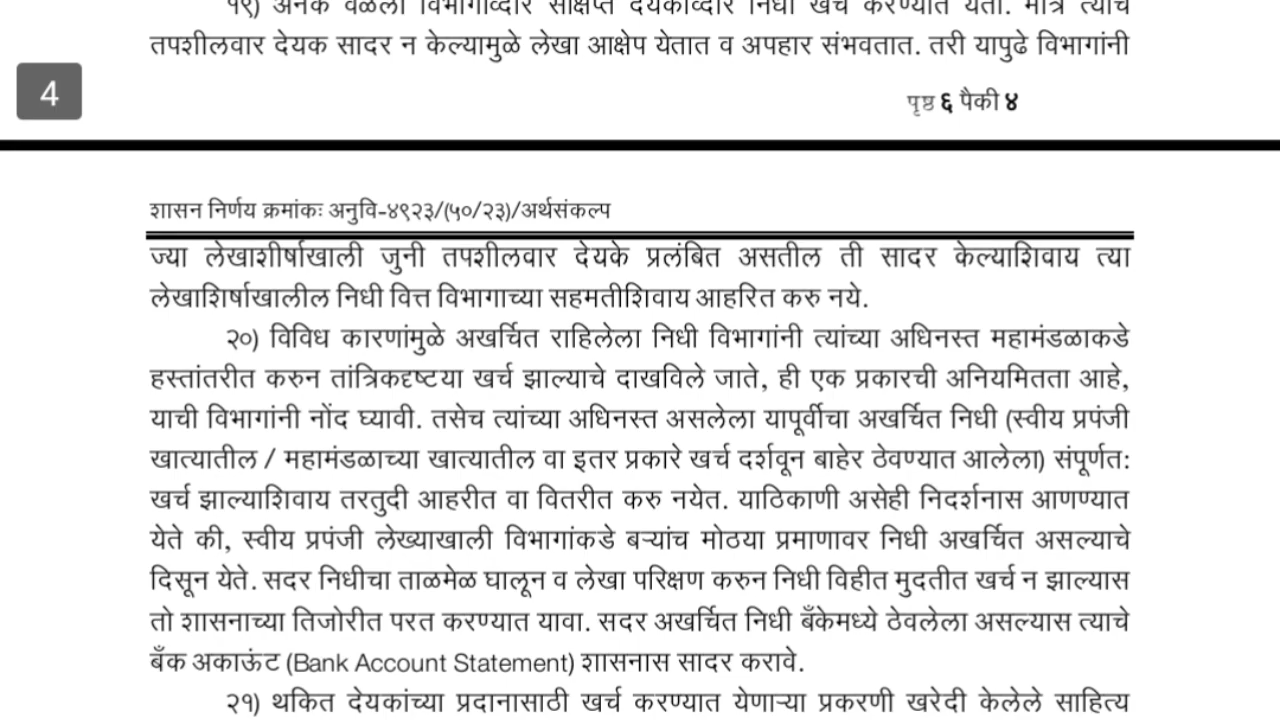 १९) अनेक वेळेला विभागाव्दारे संक्षिप्त देयकाव्दारे निधी खर्च करण्यात येतो. मात्र त्याचे
तपशीलवार देयक सादर न केल्यामुळे लेखा आक्षेप येतात व अपहार संभवतात. तरी यापुढे विभागांनी
4
पृष्ठ ६ पैकी ४
शासन निर्णय क्रमांकः अनुवि-४९२३/(५०/२३)/अर्थसंकल्प
ज्या लेखाशीर्षाखाली जुनी तपशीलवार देयके प्रलंबित असतील ती सादर केल्याशिवाय त्या
लेखाशिर्षाखालील निधी वित्त विभागाच्या सहमतीशिवाय आहरित करु नये.
२०) विविध कारणांमुळे अखर्चित राहिलेला निधी विभागांनी त्यांच्या अधिनस्त महामंडळाकडे
हस्तांतरीत करुन तांत्रिकदृष्टया खर्च झाल्याचे दाखविले जाते, ही एक प्रकारची अनियमितता आहे,
याची विभागांनी नोंद घ्यावी. तसेच त्यांच्या अधिनस्त असलेला यापूर्वीचा अखर्चित निधी (स्वीय प्रपंजी
खात्यातील / महामंडळाच्या खात्यातील वा इतर प्रकारे खर्च दर्शवून बाहेर ठेवण्यात आलेला) संपूर्णत:
खर्च झाल्याशिवाय तरतुदी आहरीत वा वितरीत करु नयेत. याठिकाणी असेही निदर्शनास आणण्यात
येते की, स्वीय प्रपंजी लेख्याखाली विभागांकडे बऱ्यांच मोठया प्रमाणावर निधी अखर्चित असल्याचे
दिसून येते. सदर निधीचा ताळमेळ घालून व लेखा परिक्षण करुन निधी विहीत मुदतीत खर्च न झाल्यास
तो शासनाच्या तिजोरीत परत करण्यात यावा. सदर अखर्चित निधी बँकेमध्ये ठेवलेला असल्यास त्याचे
बँक अकाऊंट (Bank Account Statement) शासनास सादर करावे.
२१) थकित देयकांच्या प्रदानासाठी खर्च करण्यात येणाऱ्या प्रकरणी खरेदी केलेले साहित्य